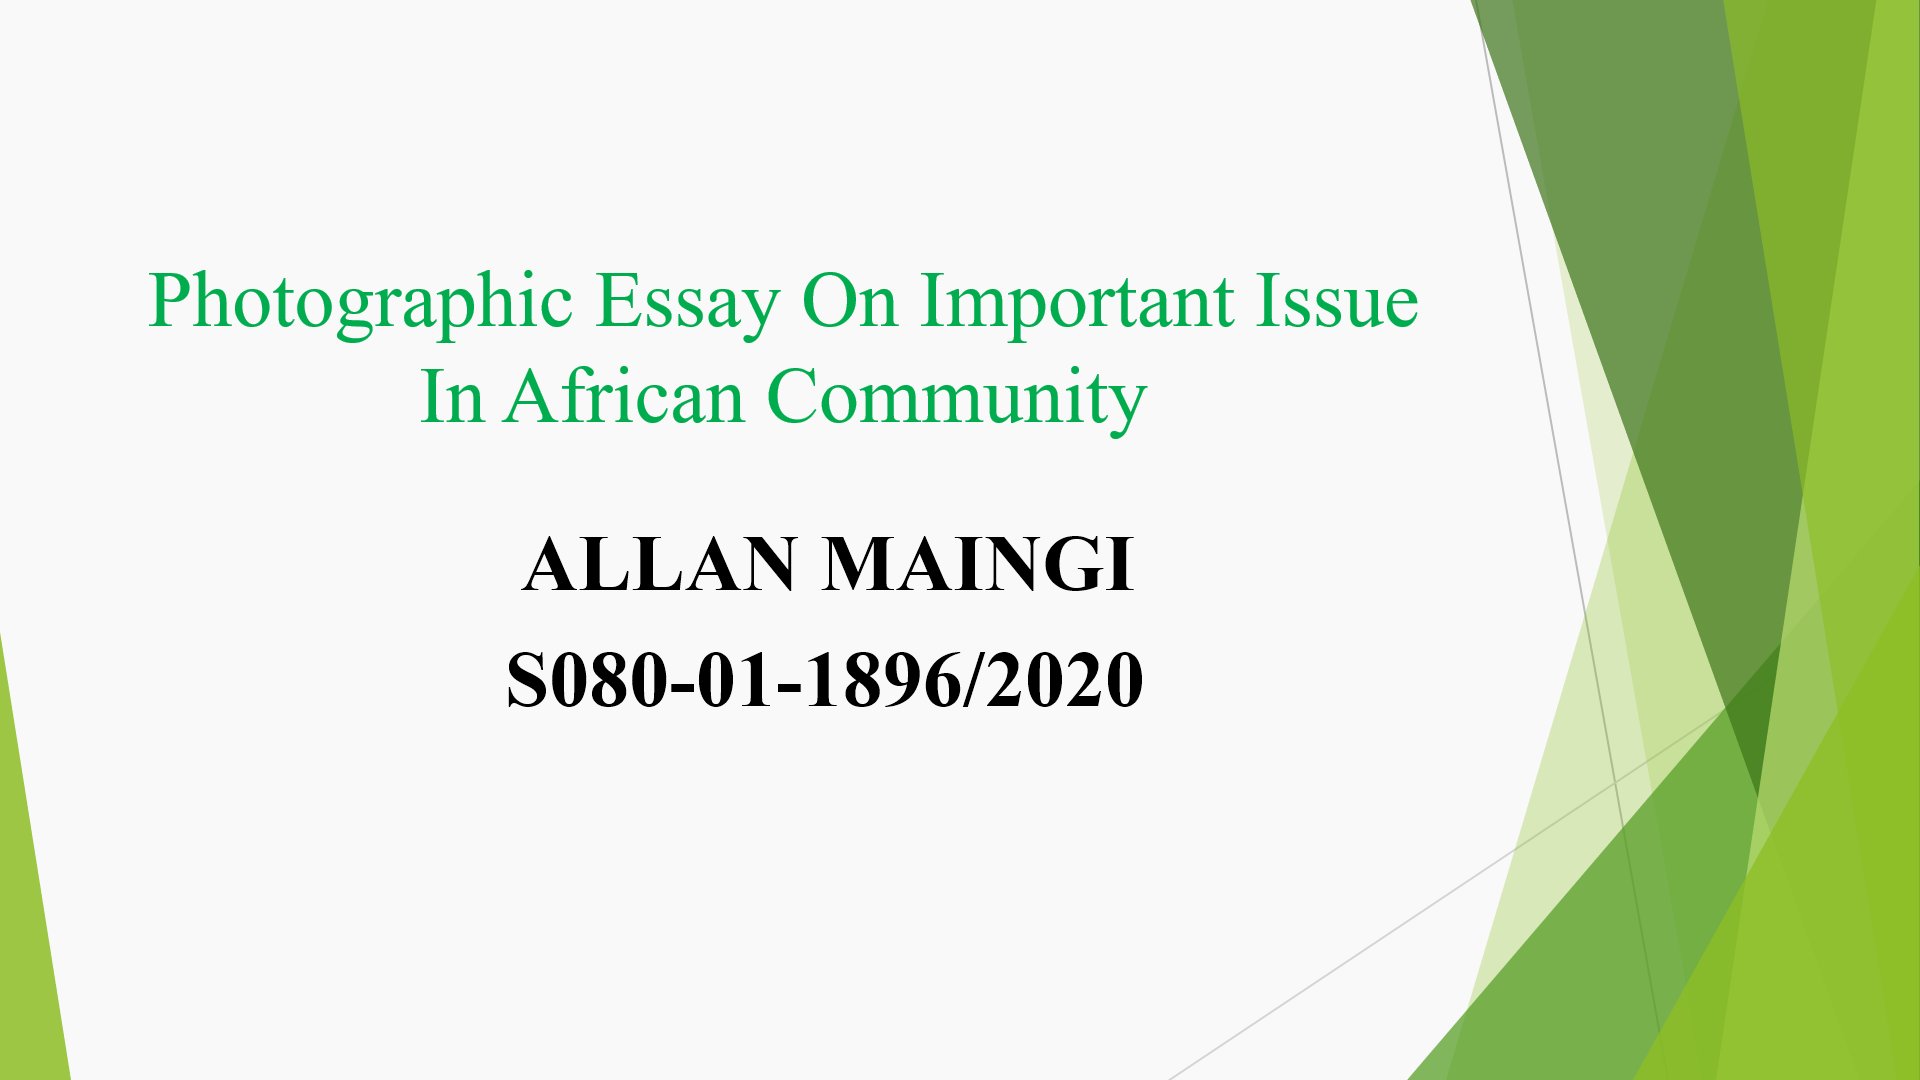 Photographic Essay On Important Issue
In African Community
ALLAN MAINGI
S080-01-1896/2020